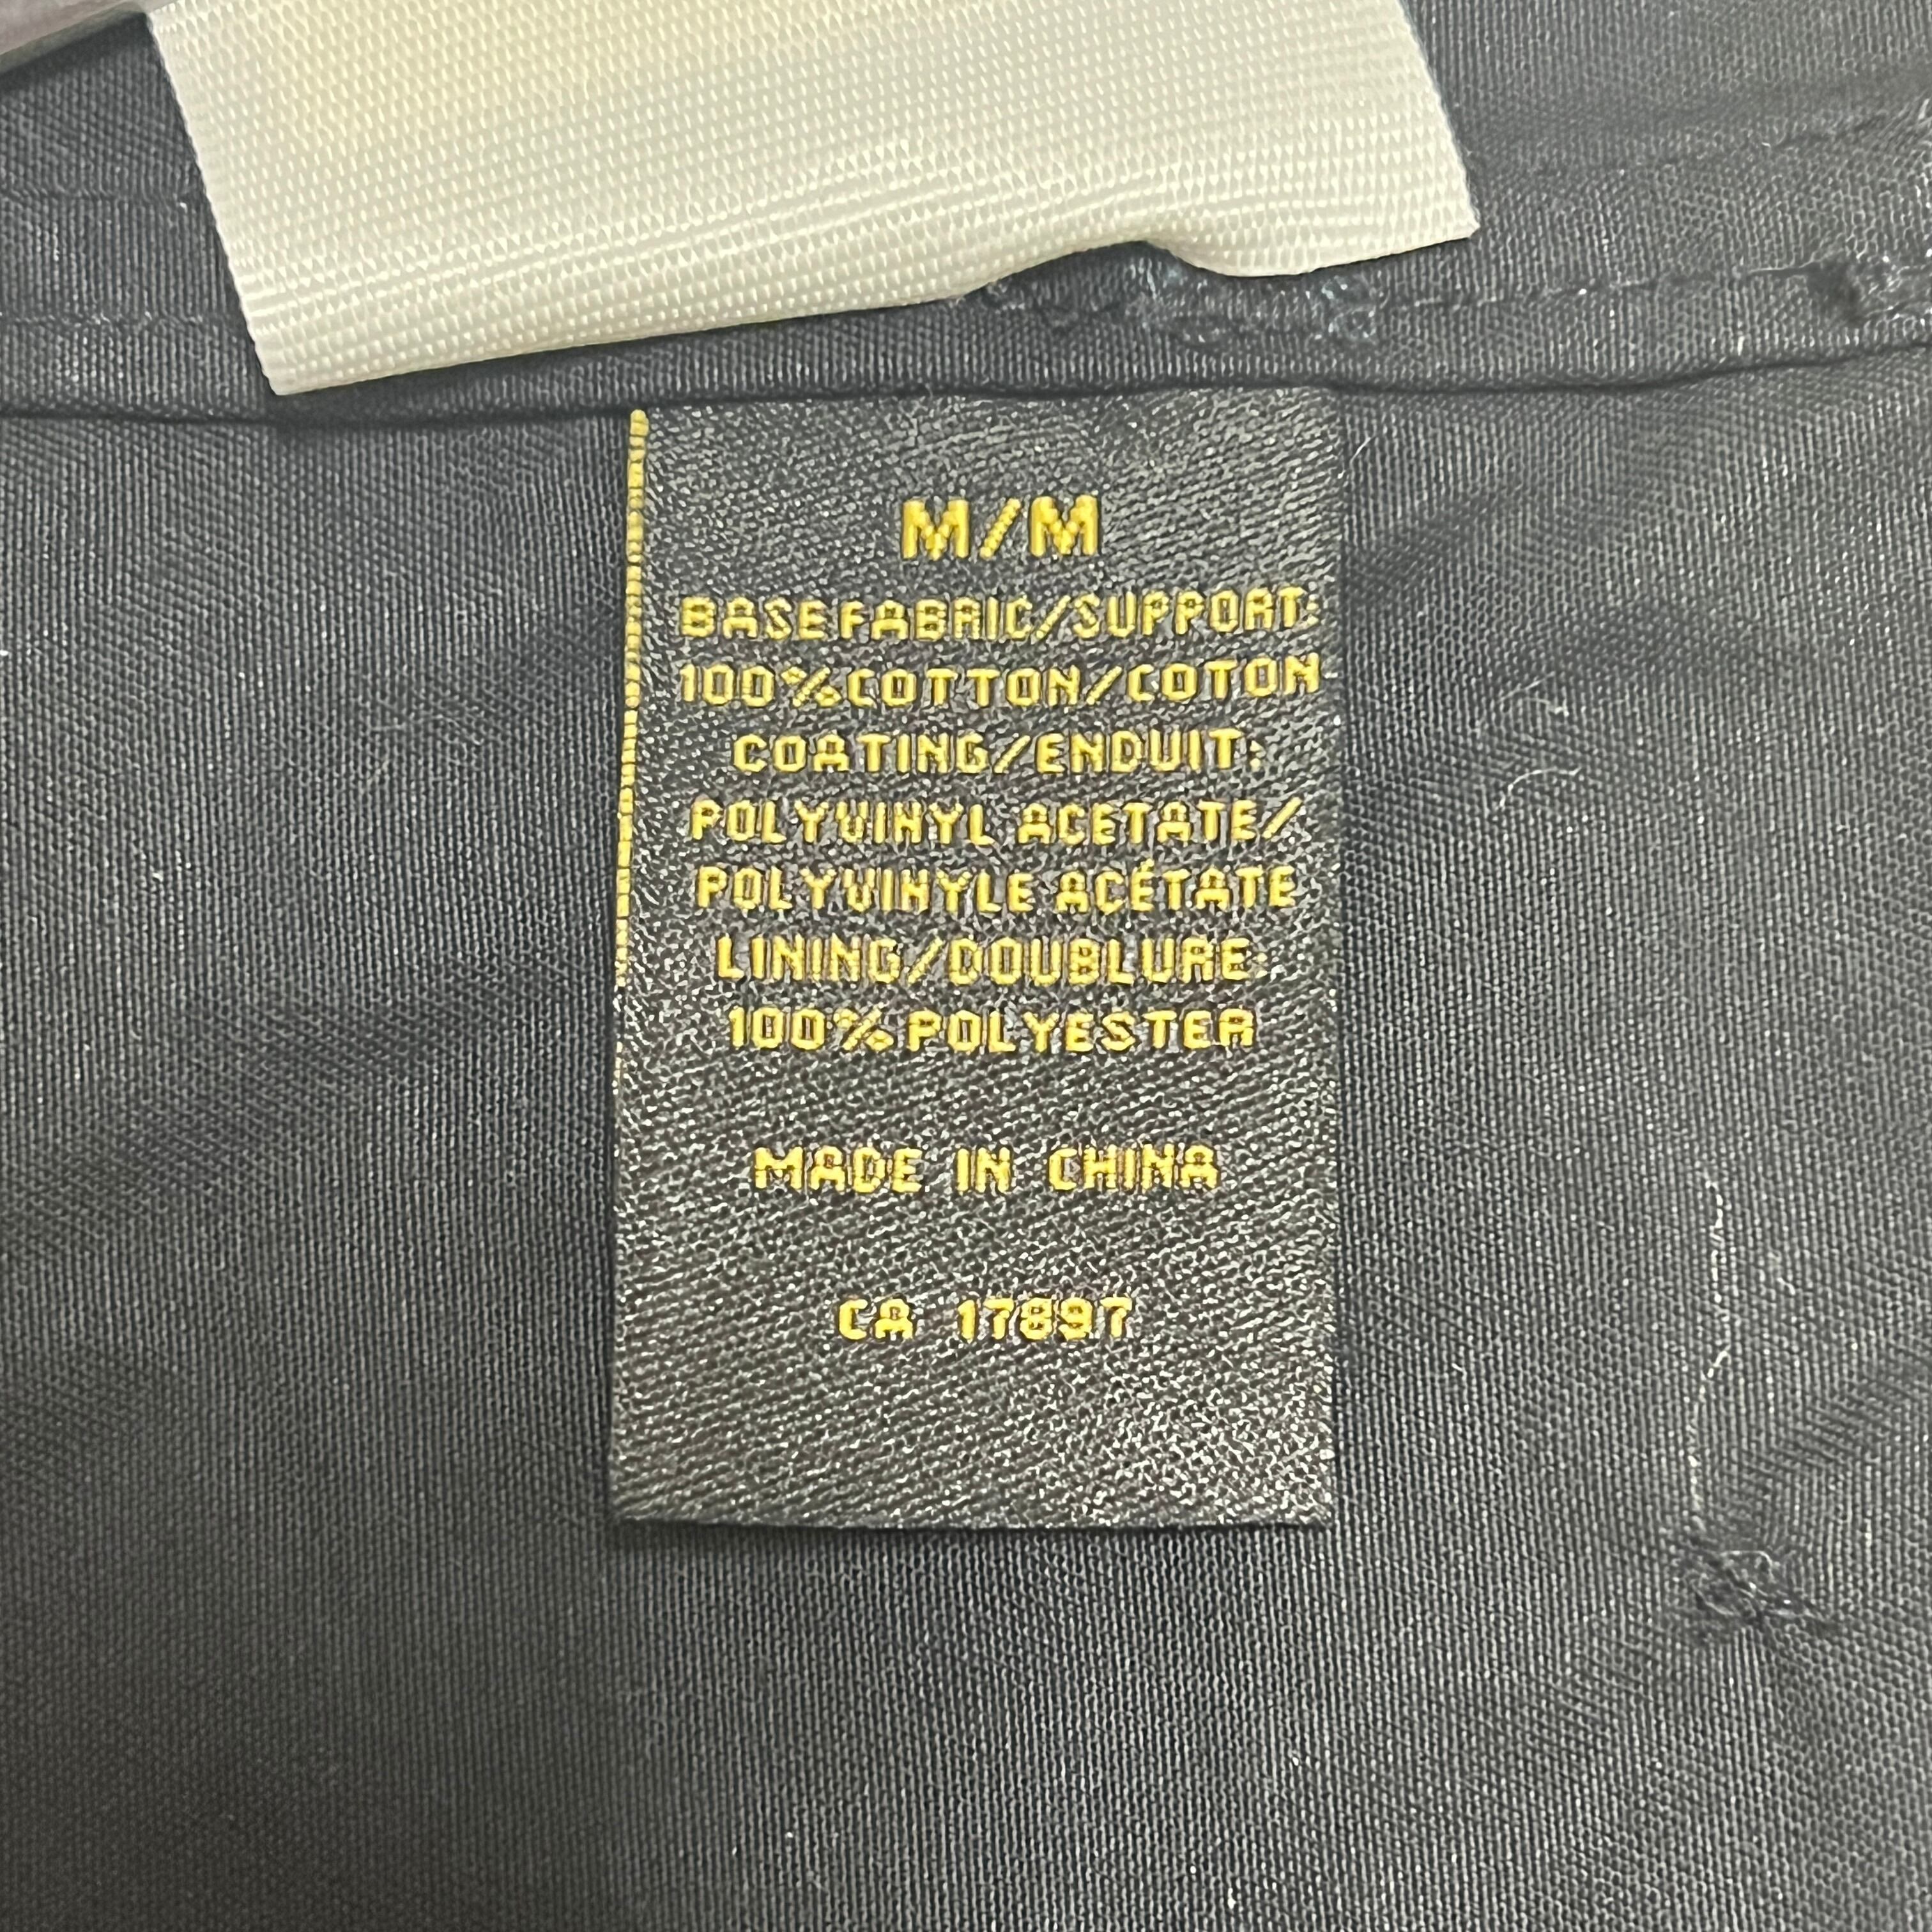 M/M
BASE FABRIC/SUPPORT:
100% COTTON/COTON
COATING/ENDUIT:
POLYVINYL ACETATE/
POLYVINYLE ACÉTATE
LINING/DOUBLURE:
100% POLYESTER
MADE IN CHINA
CA 17897